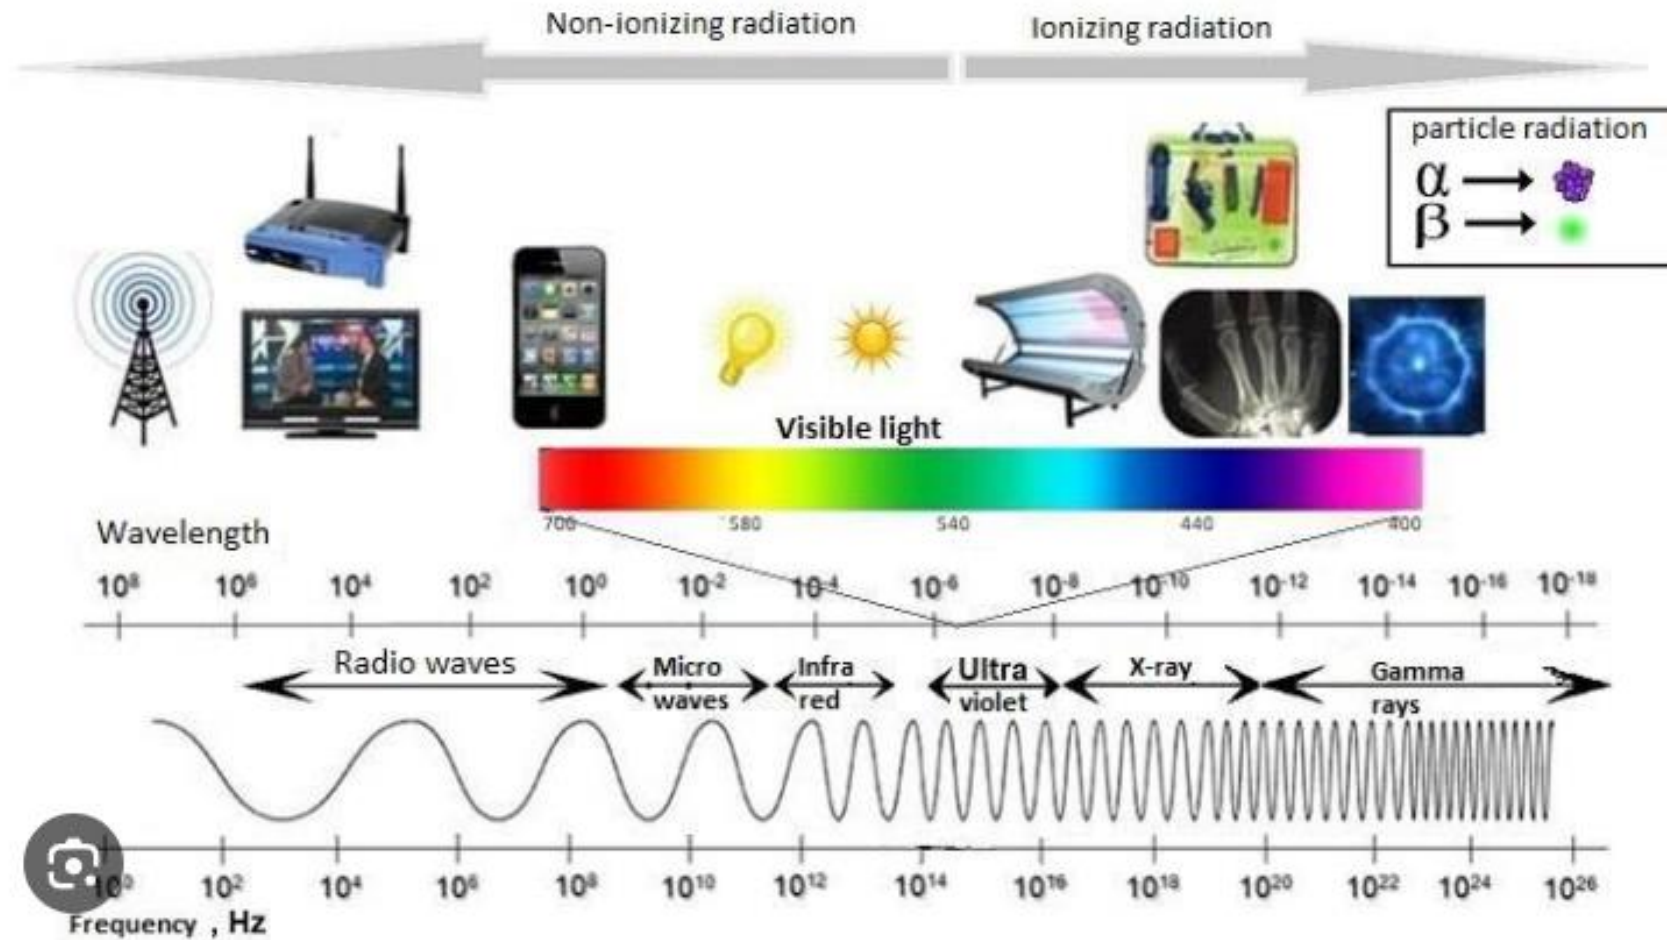 Non-ionizing radiation
Ionizing radiation
particle radiation
α
β
Visible light
700 580 540 440 400
Wavelength
10⁸ 10⁶ 10⁴ 10² 10⁰ 10⁻² 10⁻⁴ 10⁻⁶ 10⁻⁸ 10⁻¹⁰ 10⁻¹² 10⁻¹⁴ 10⁻¹⁶ 10⁻¹⁸
Radio waves
Micro
waves
Infra
red
Ultra
violet
X-ray
Gamma
rays
10⁰ 10² 10⁴ 10⁶ 10⁸ 10¹⁰ 10¹² 10¹⁴ 10¹⁶ 10¹⁸ 10²⁰ 10²² 10²⁴ 10²⁶
Frequency , Hz